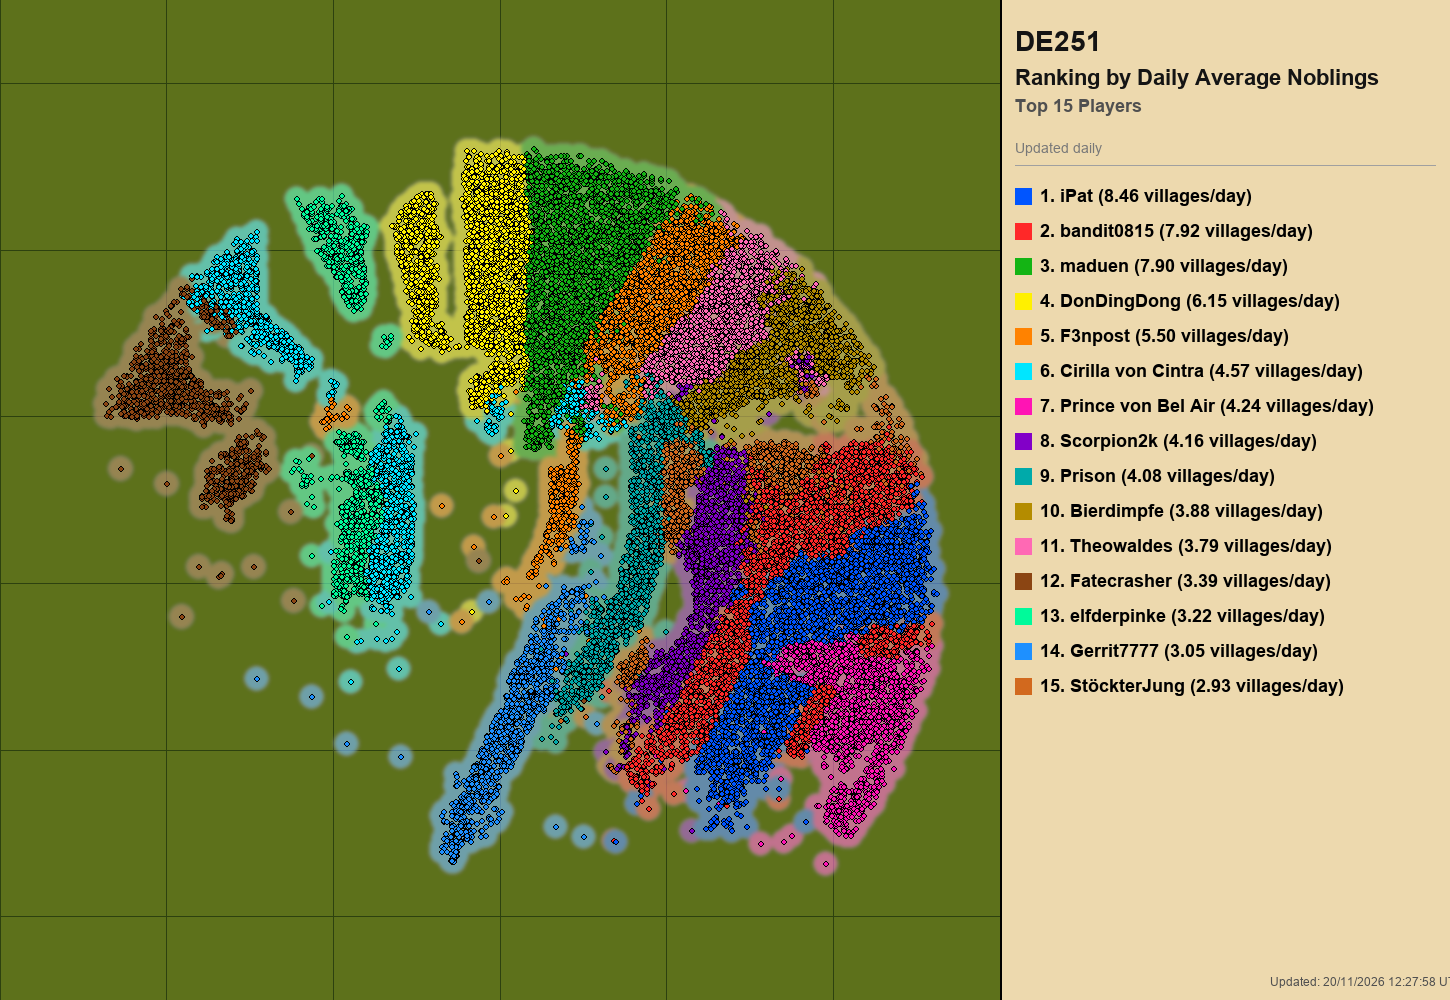 DE251
Ranking by Daily Average Noblings
Top 15 Players
Updated daily
1. iPat (8.46 villages/day)
2. bandit0815 (7.92 villages/day)
3. maduen (7.90 villages/day)
4. DonDingDong (6.15 villages/day)
5. F3npost (5.50 villages/day)
6. Cirilla von Cintra (4.57 villages/day)
7. Prince von Bel Air (4.24 villages/day)
8. Scorpion2k (4.16 villages/day)
9. Prison (4.08 villages/day)
10. Bierdimpfe (3.88 villages/day)
11. Theowaldes (3.79 villages/day)
12. Fatecrasher (3.39 villages/day)
13. elfderpinke (3.22 villages/day)
14. Gerrit7777 (3.05 villages/day)
15. StöckterJung (2.93 villages/day)
Updated: 20/11/2026 12:27:58 U